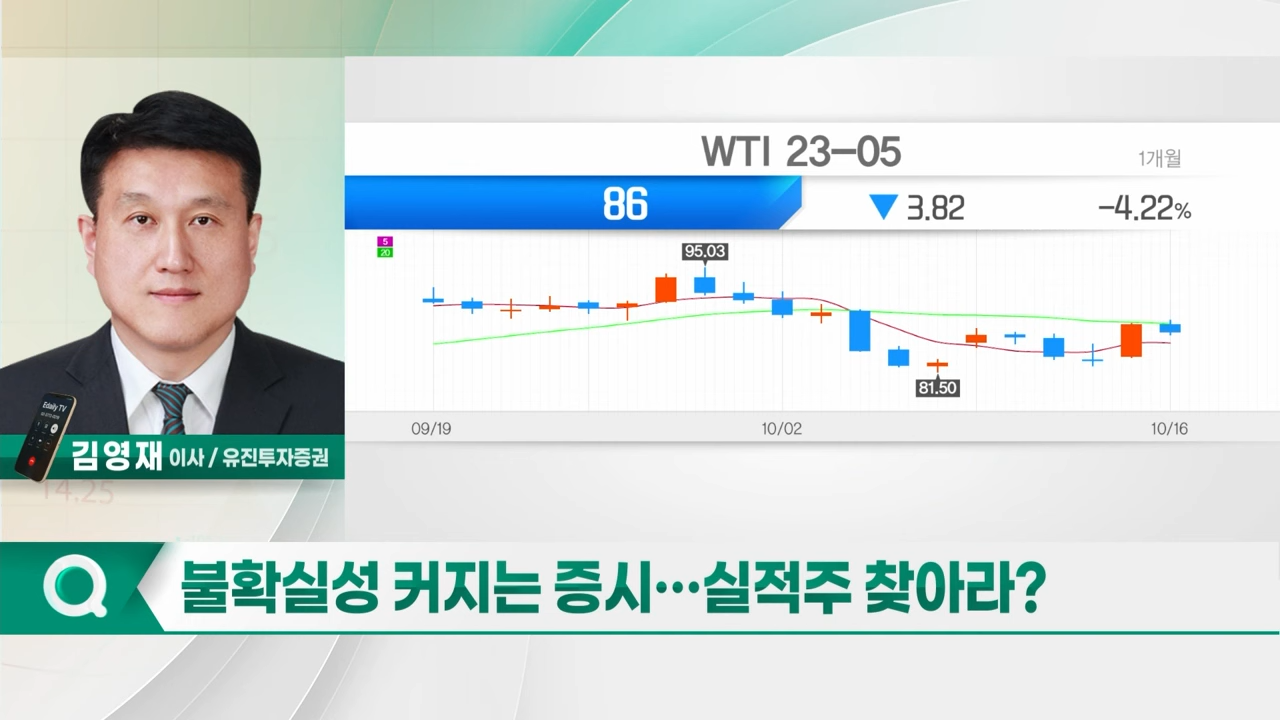 WTI 23-05
1개월
86
▼ 3.82
-4.22%
5
20
95.03
81.50
09/19
10/02
10/16
Edaily TV
김영재 이사 / 유진투자증권
14.25
Q
불확실성 커지는 증시…실적주 찾아라?